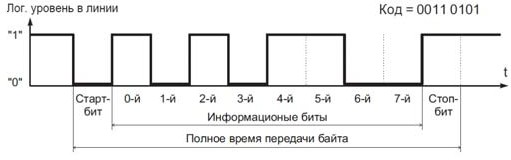 Лог. уровень в линии
Код = 0011 0101
"1"
"0"
t
Старт-бит
0-й 1-й 2-й 3-й 4-й 5-й 6-й 7-й
Стоп-бит
Информационые биты
Полное время передачи байта